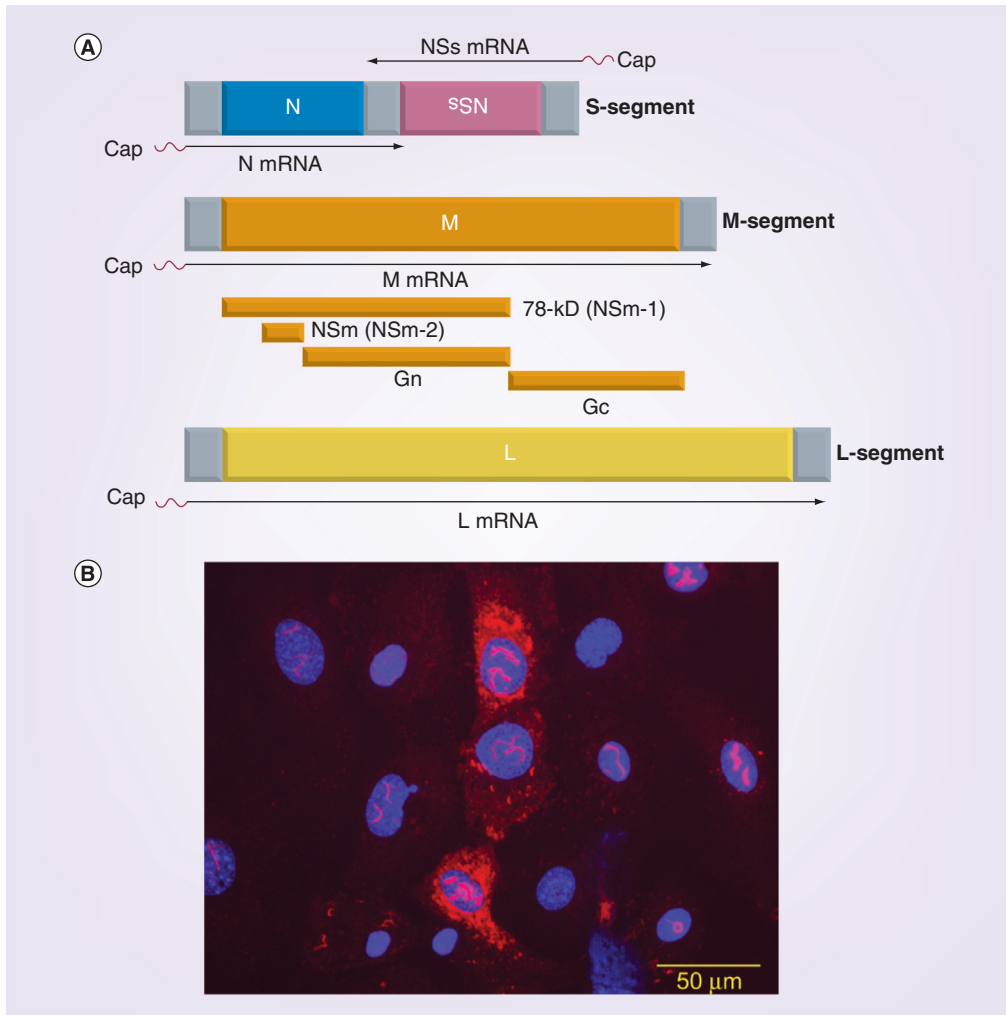 A
NSs mRNA
Cap
N
NSs
S-segment
Cap
N mRNA
M
M-segment
Cap
M mRNA
78-kD (NSm-1)
NSm (NSm-2)
Gn
Gc
L
L-segment
Cap
L mRNA
B
50 μm